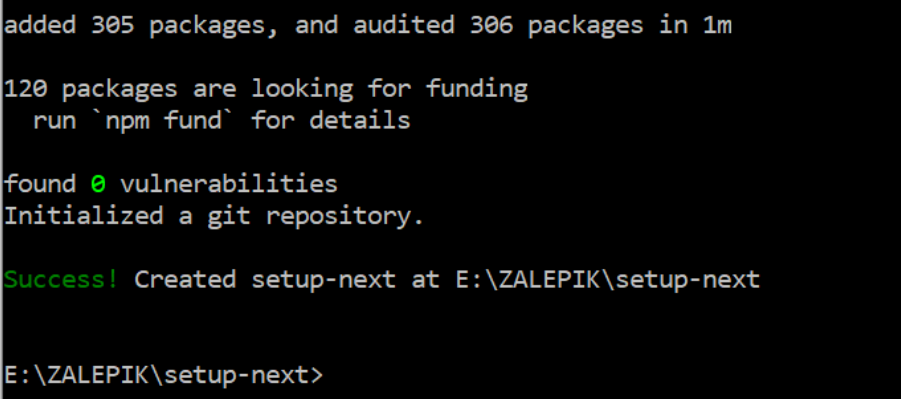 added 305 packages, and audited 306 packages in 1m
120 packages are looking for funding
  run `npm fund` for details
found 0 vulnerabilities
Initialized a git repository.
Success! Created setup-next at E:\ZALEPIK\setup-next
E:\ZALEPIK\setup-next>